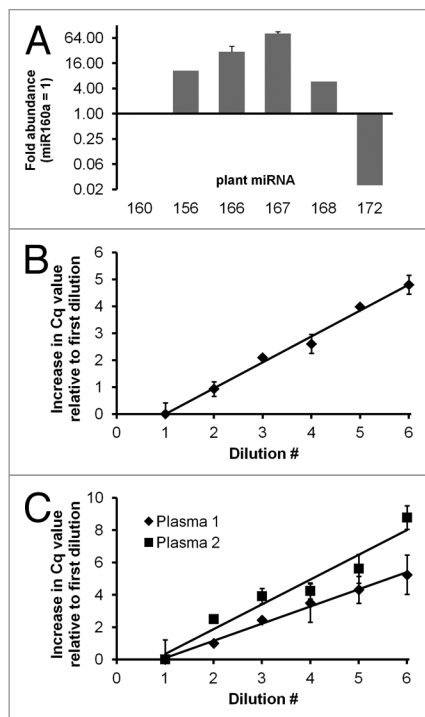 A
Fold abundance
(miR160a = 1)
64.00
16.00
4.00
1.00
0.25
0.06
0.02
plant miRNA
160 156 166 167 168 172
B
Increase in Cq value
relative to first dilution
6
5
4
3
2
1
0
0 1 2 3 4 5 6
Dilution #
C
Increase in Cq value
relative to first dilution
10
8
6
4
2
0
Plasma 1
Plasma 2
0 1 2 3 4 5 6
Dilution #